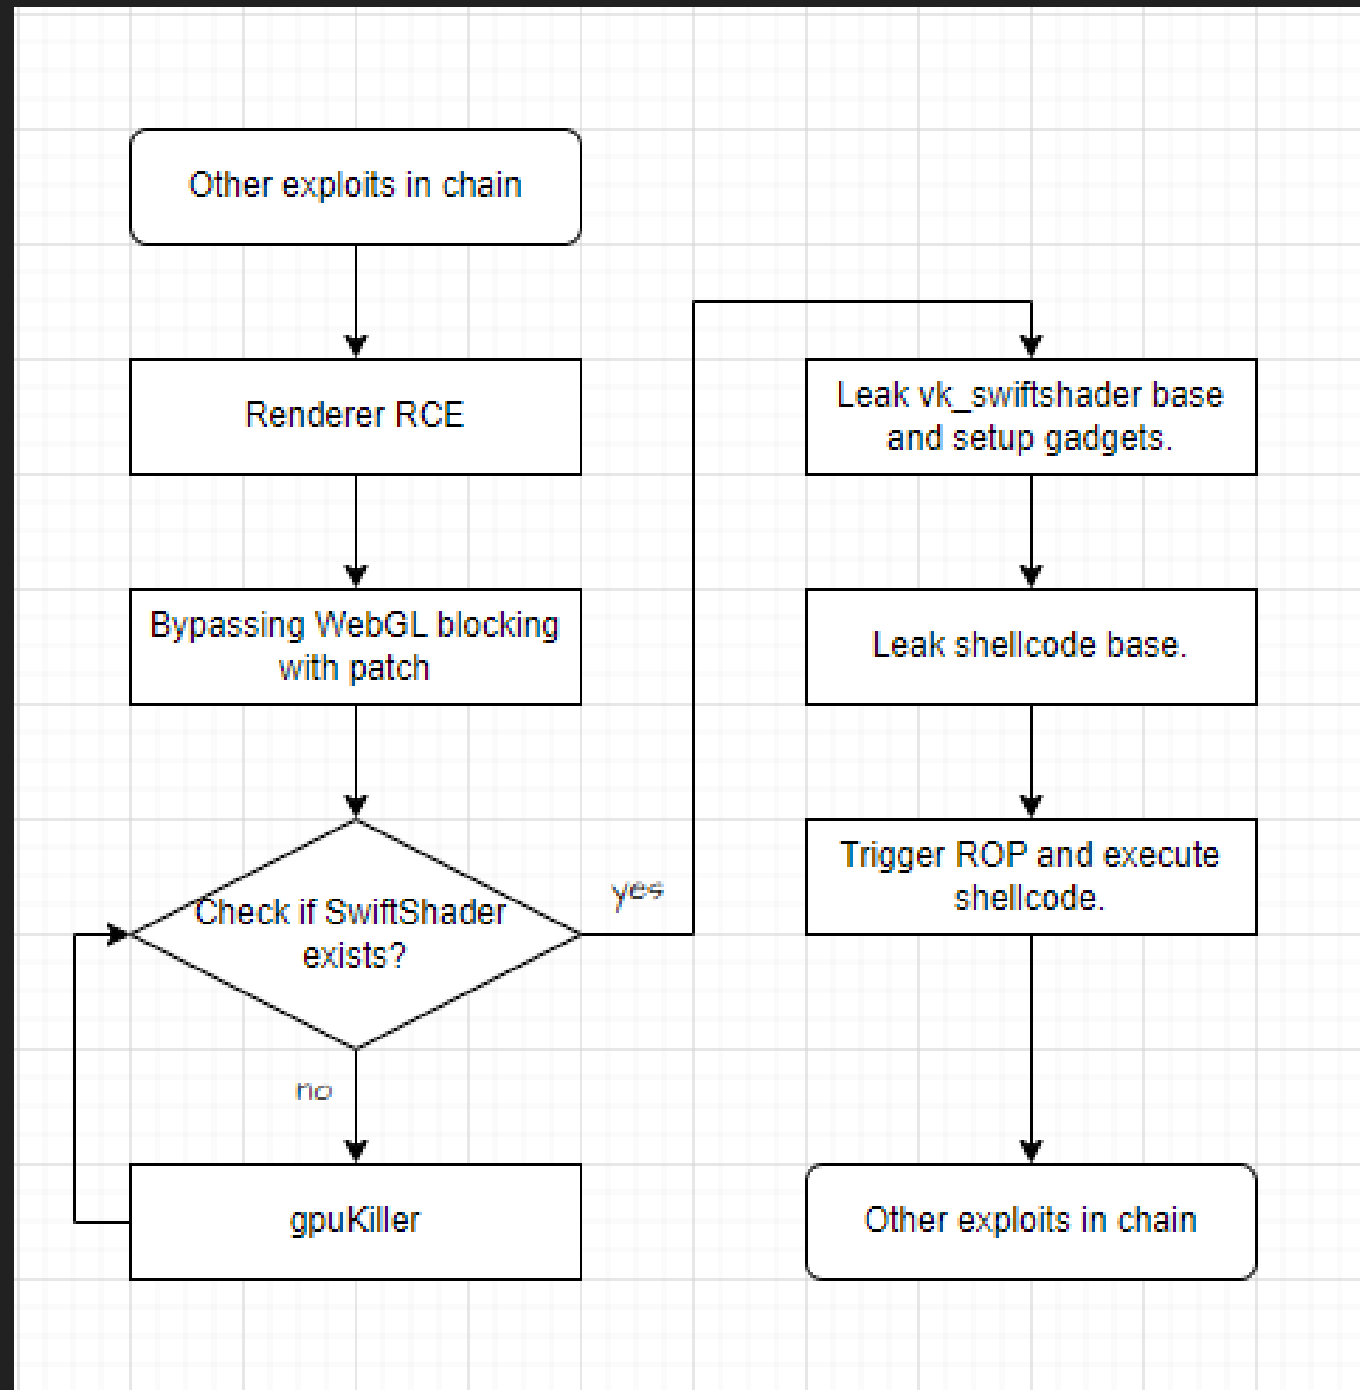 Other exploits in chain
Renderer RCE
Bypassing WebGL blocking
with patch
Check if SwiftShader
exists?
yes
no
gpuKiller
Leak vk_swiftshader base
and setup gadgets.
Leak shellcode base.
Trigger ROP and execute
shellcode.
Other exploits in chain